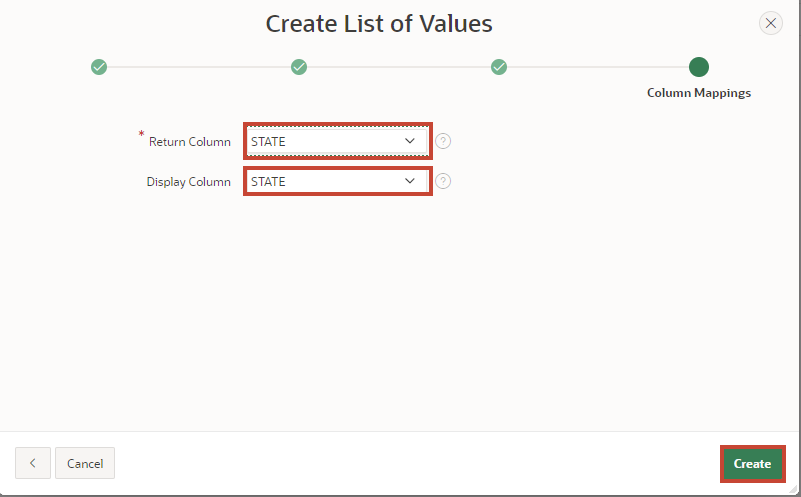 Create List of Values
Column Mappings
* Return Column STATE ?
Display Column STATE ?
Cancel Create